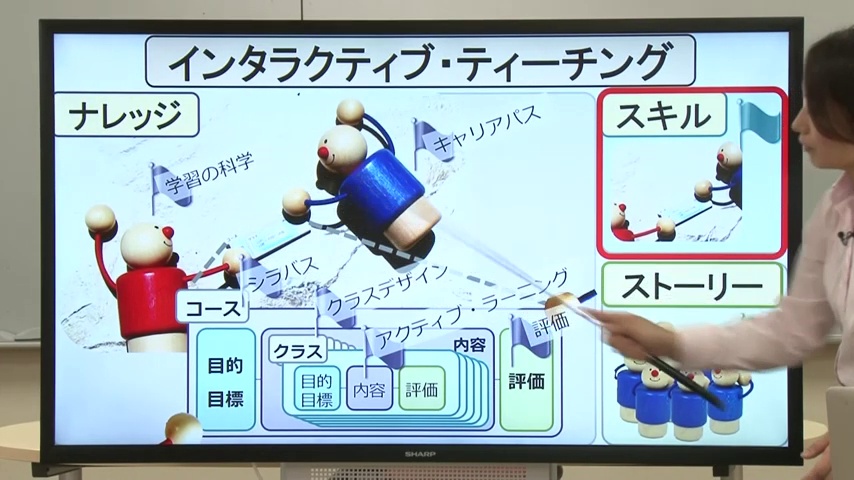 インタラクティブ・ティーチング
ナレッジ
スキル
キャリアパス
学習の科学
シラバス
クラスデザイン
アクティブ・ラーニング
評価
ストーリー
コース
目的
目標
クラス
内容
目的
目標
内容
評価
評価
SHARP